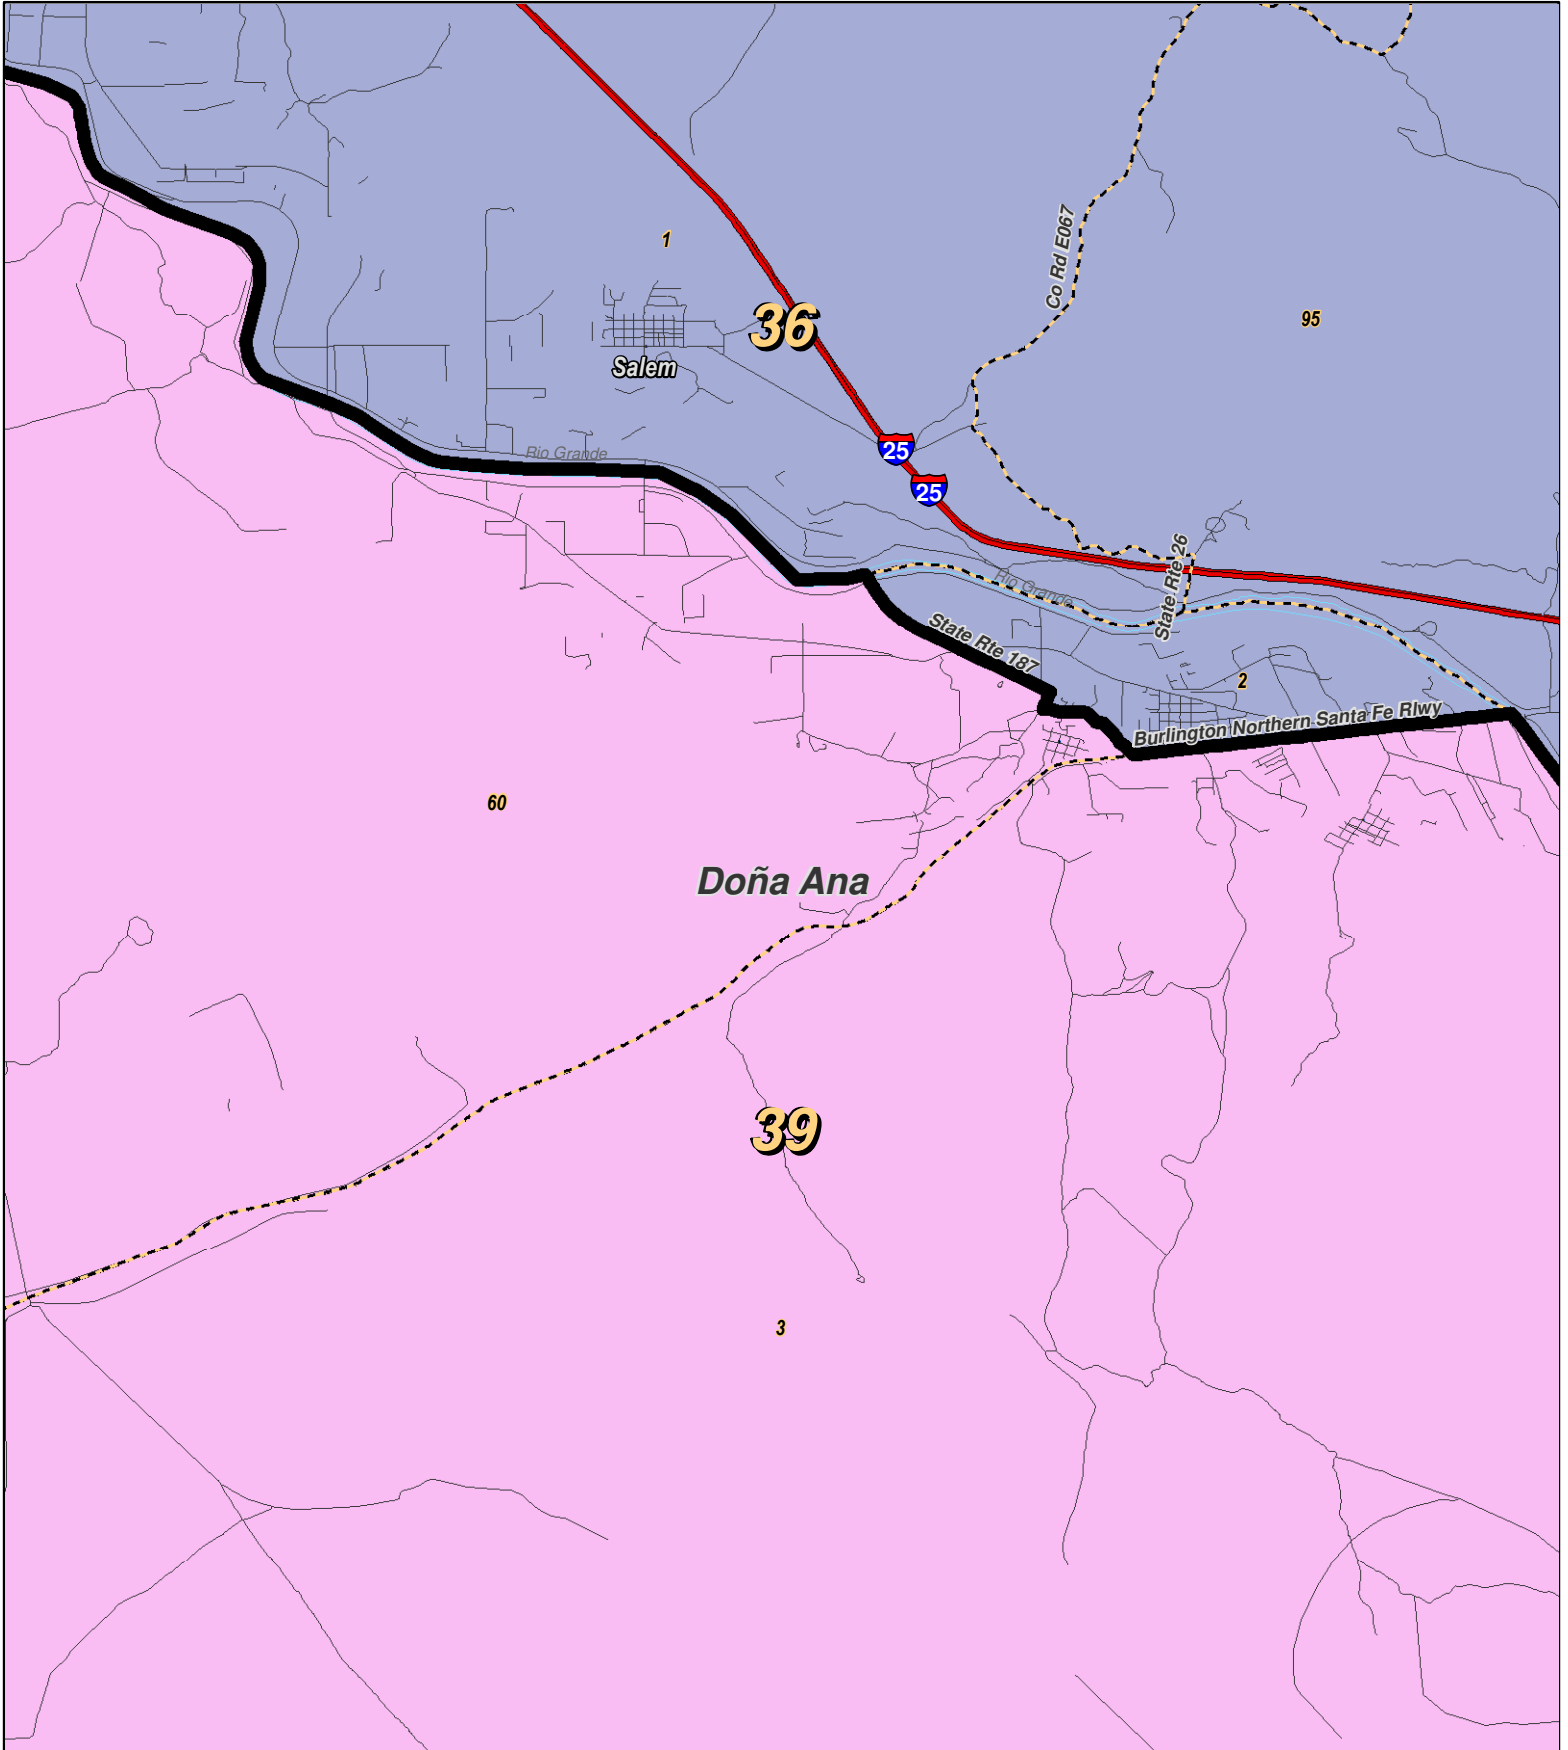 Co Rd E067
1
36
95
Salem
25
Rio Grande
25
State Rte 26
Rio Grande
State Rte 187
2
Burlington Northern Santa Fe Rlwy
60
Doña Ana
39
3